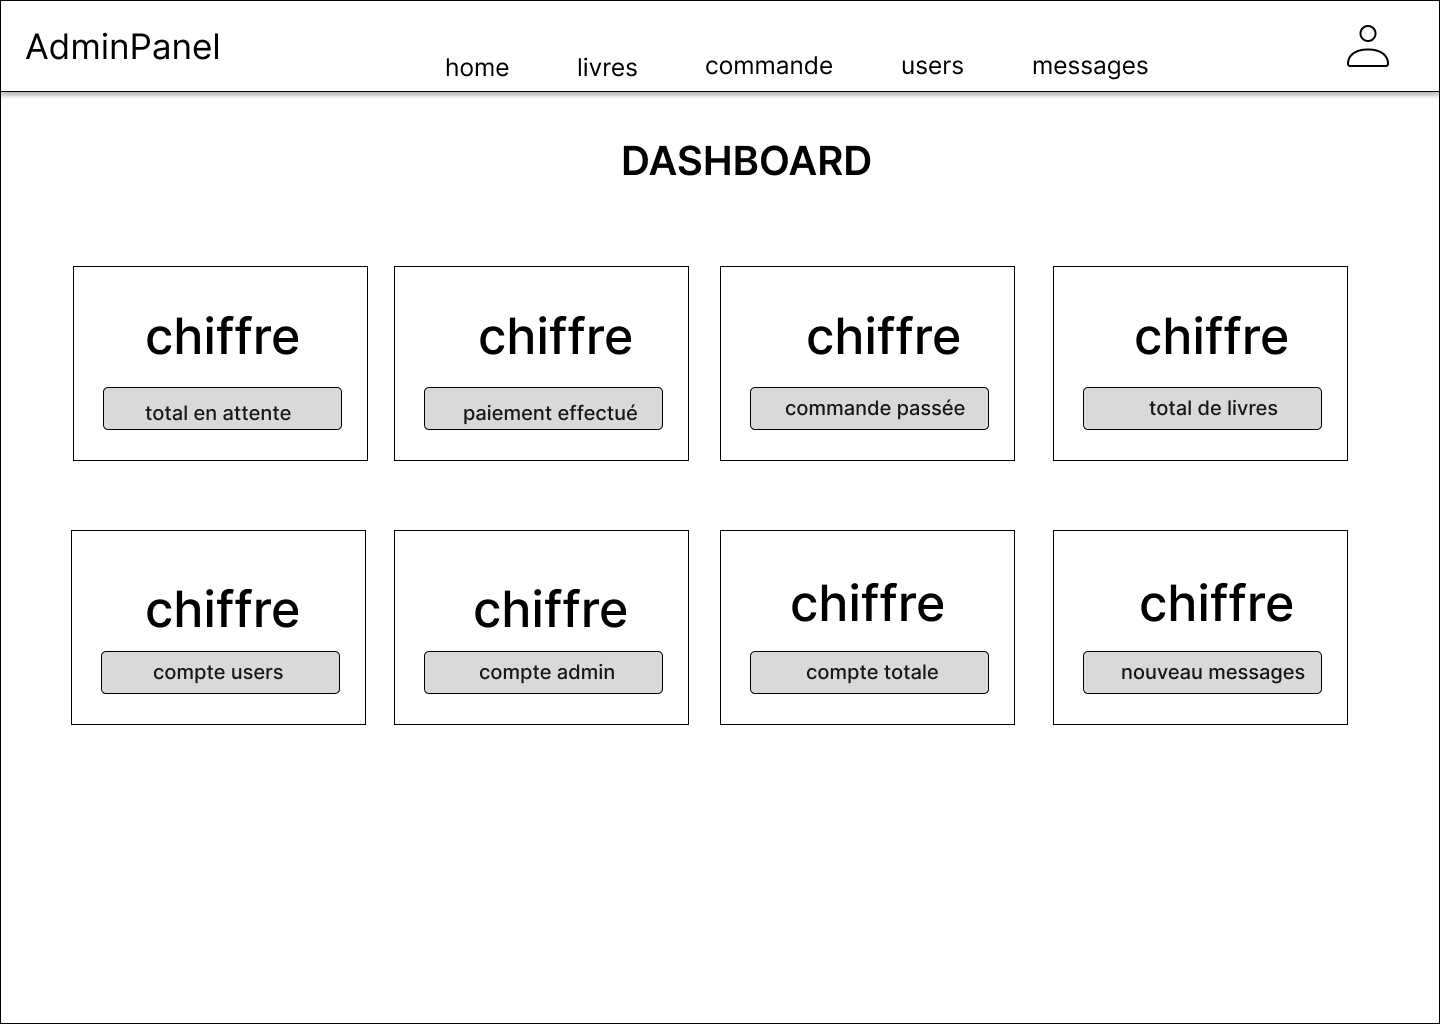 AdminPanel
home livres commande users messages
DASHBOARD
chiffre chiffre chiffre chiffre
total en attente paiement effectué commande passée total de livres
chiffre chiffre chiffre chiffre
compte users compte admin compte totale nouveau messages